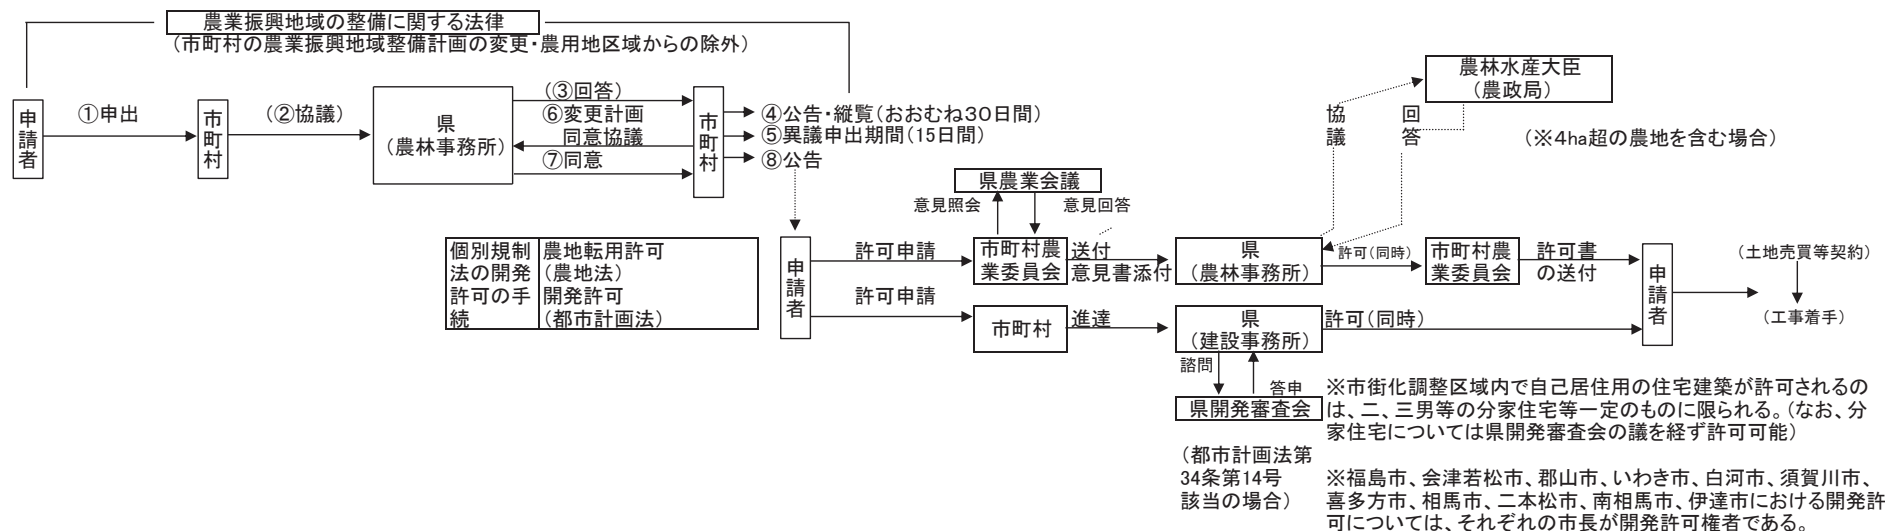 農業振興地域の整備に関する法律
(市町村の農業振興地域整備計画の変更・農用地区域からの除外)
申請者
①申出
市町村
(②協議)
県
(農林事務所)
(③回答)
⑥変更計画
同意協議
⑦同意
市町村
④公告・縦覧(おおむね30日間)
⑤異議申出期間(15日間)
⑧公告
農林水産大臣
(農政局)
協議
回答
(※4ha超の農地を含む場合)
個別規制
法の開発
許可の手
続
農地転用許可
(農地法)
開発許可
(都市計画法)
申請者
許可申請
許可申請
県農業会議
意見照会
意見回答
市町村農
業委員会
送付
意見書添付
県
(農林事務所)
許可(同時)
市町村農
業委員会
許可書
の送付
申請者
(土地売買等契約)
(工事着手)
市町村
進達
県
(建設事務所)
許可(同時)
諮問
答申
県開発審査会
(都市計画法第
34条第14号
該当の場合)
※市街化調整区域内で自己居住用の住宅建築が許可されるの
は、二、三男等の分家住宅等一定のものに限られる。(なお、分
家住宅については県開発審査会の議を経ず許可可能)
※福島市、会津若松市、郡山市、いわき市、白河市、須賀川市、
喜多方市、相馬市、二本松市、南相馬市、伊達市における開発許
可については、それぞれの市長が開発許可権者である。